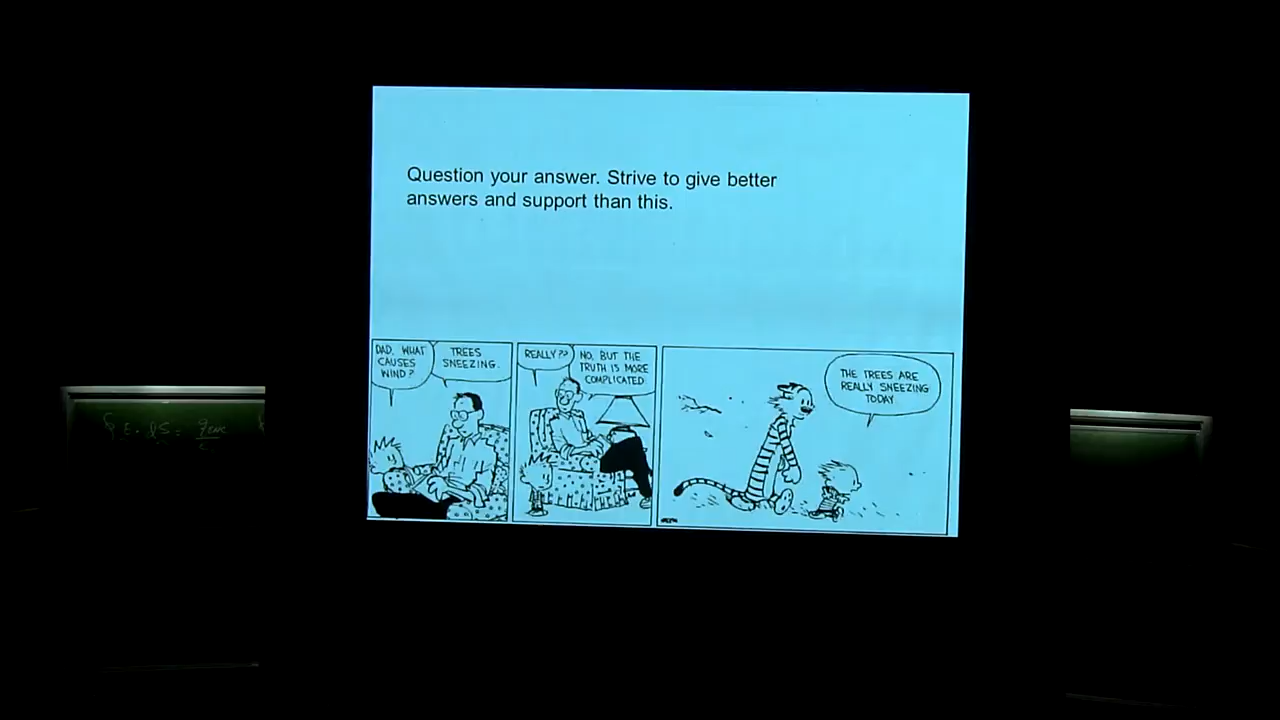 Question your answer. Strive to give better
answers and support than this.
DAD, WHAT
CAUSES
WIND?
TREES
SNEEZING.
REALLY??
NO, BUT THE
TRUTH IS MORE
COMPLICATED.
THE TREES ARE
REALLY SNEEZING
TODAY.